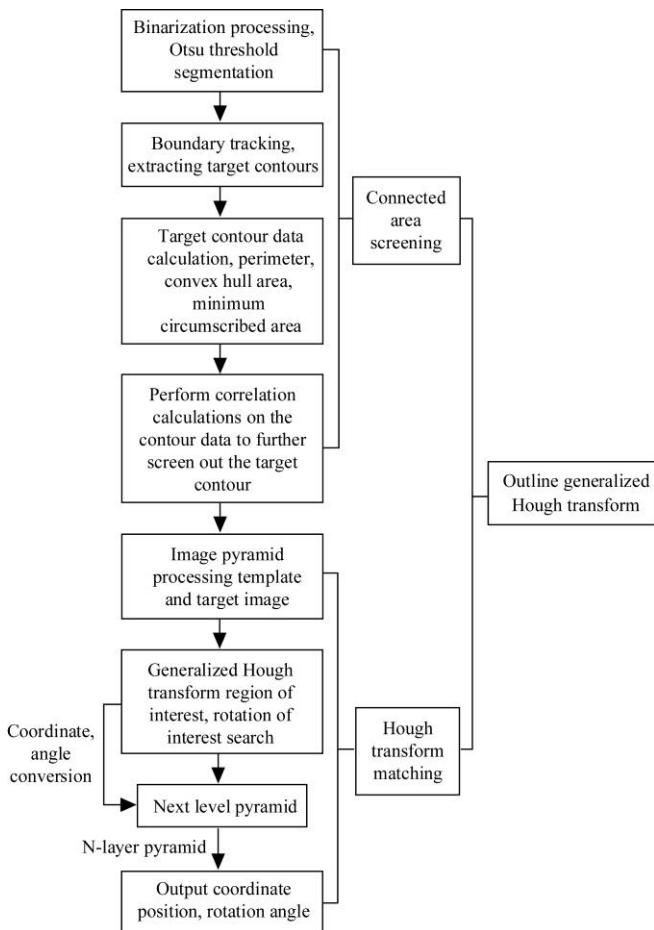 Binarization processing,
Otsu threshold
segmentation
Boundary tracking,
extracting target contours
Target contour data
calculation, perimeter,
convex hull area,
minimum
circumscribed area
Perform correlation
calculations on the
contour data to further
screen out the target
contour
Image pyramid
processing template
and target image
Generalized Hough
transform region of
interest, rotation of
interest search
Coordinate,
angle
conversion
Next level pyramid
N-layer pyramid
Output coordinate
position, rotation angle
Connected
area
screening
Hough
transform
matching
Outline generalized
Hough transform